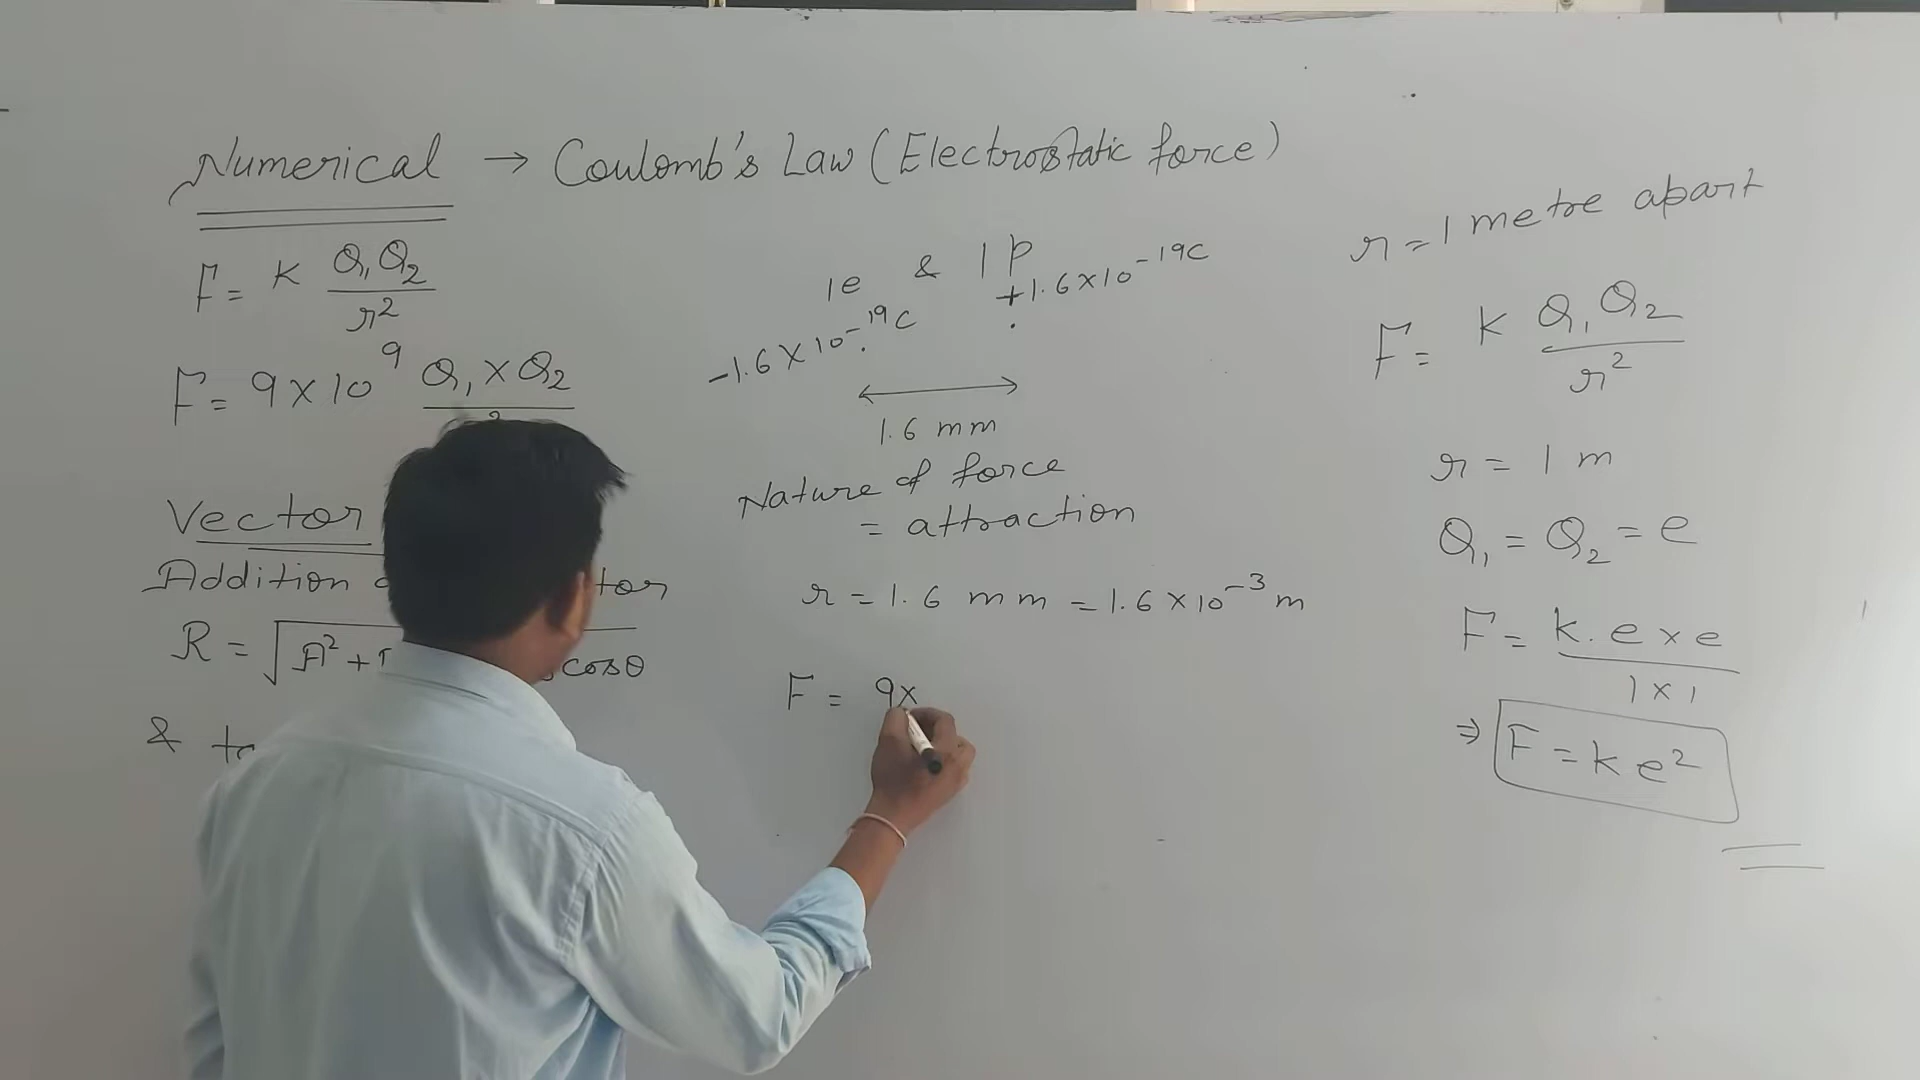 Numerical → Coulomb's Law (Electrostatic force)
F = K Q₁Q₂ / r²
F = 9×10⁹ Q₁×Q₂
Vector
Addition
R = √A²+ cosθ
&
1e & 1p
-1.6×10⁻¹⁹C +1.6×10⁻¹⁹C
1.6 mm
Nature of force
= attraction
r = 1.6 mm = 1.6×10⁻³ m
F = 9×
r = 1 metre apart
F = K Q₁Q₂ / r²
r = 1 m
Q₁ = Q₂ = e
F = K.e×e / 1×1
⇒ F = ke²